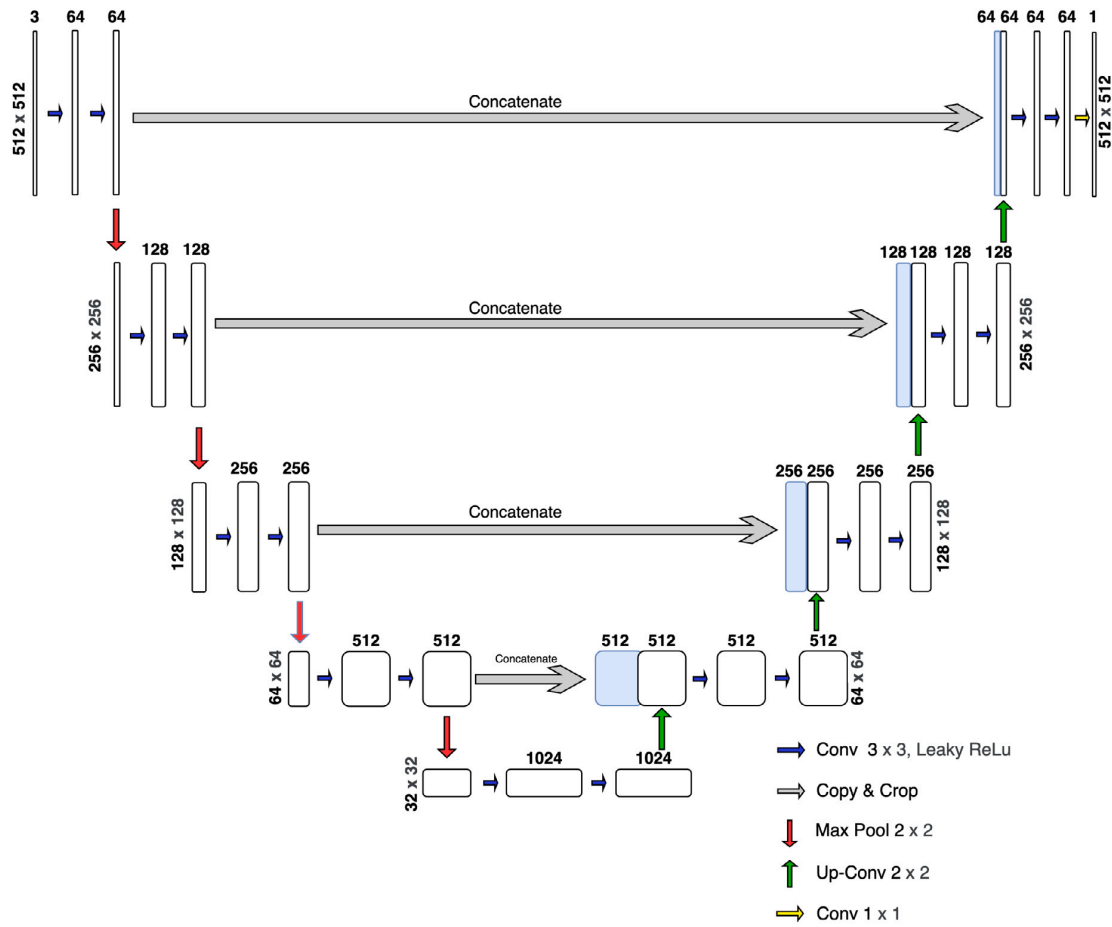 3 64 64
64 64 64 64 1
512 x 512
Concatenate
512 x 512
128 128
128 128 128 128
256 x 256
Concatenate
256 x 256
256 256
256 256 256 256
128 x 128
Concatenate
128 x 128
512 512
512 512 512 512
64 x 64
Concatenate
64 x 64
1024 1024
32 x 32
Conv 3 x 3, Leaky ReLu
Copy & Crop
Max Pool 2 x 2
Up-Conv 2 x 2
Conv 1 x 1